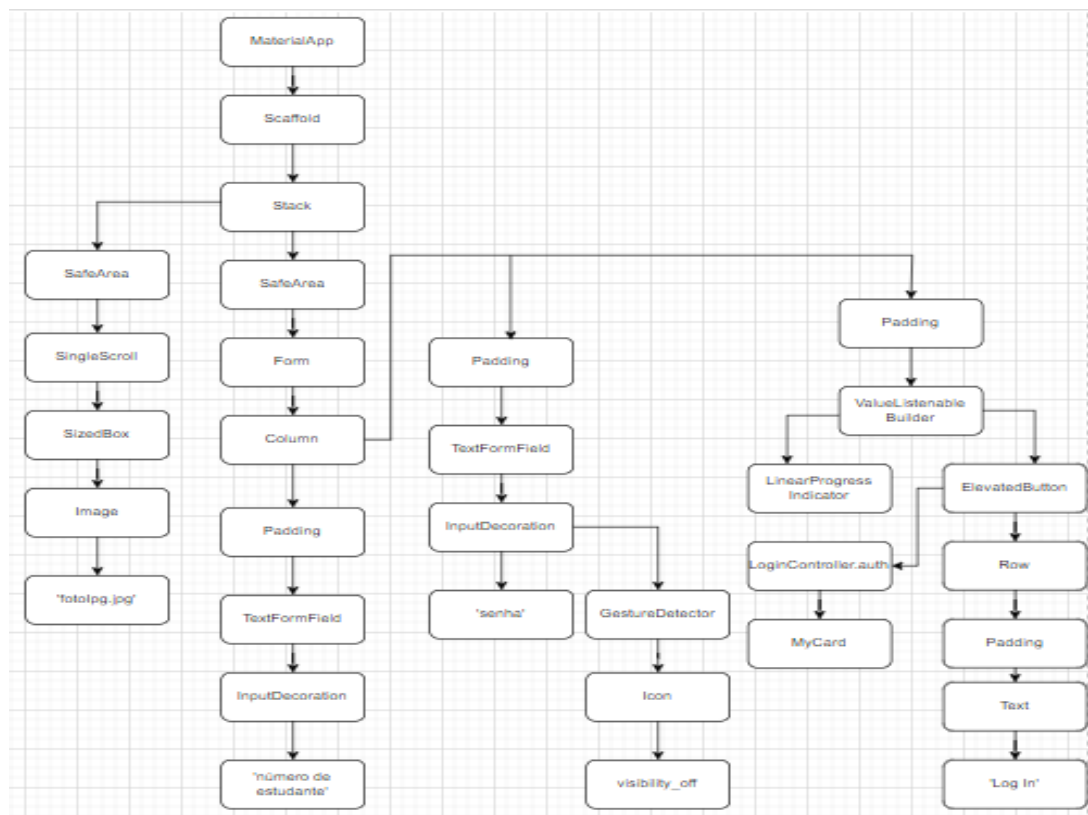 MaterialApp
Scaffold
Stack
SafeArea
SingleScroll
SizedBox
Image
"fotoIpg.jpg"
SafeArea
Form
Column
Padding
TextFormField
InputDecoration
"número de
estudante"
Padding
TextFormField
InputDecoration
"senha"
GestureDetector
Icon
visibility_off
Padding
ValueListenable
Builder
LinearProgress
Indicator
ElevatedButton
LoginController.auth
MyCard
Row
Padding
Text
"Log In"